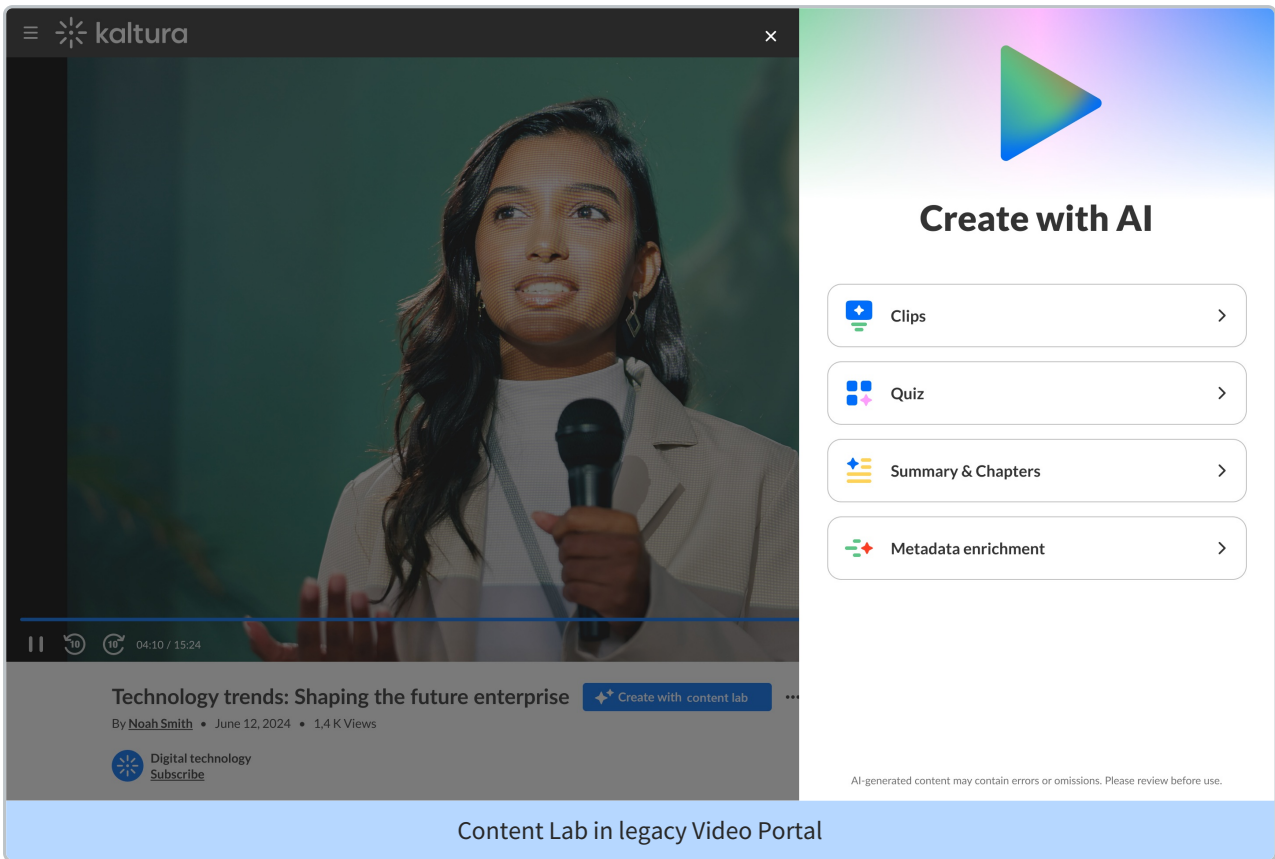 kaltura
10
10
04:10 / 15:24
Technology trends: Shaping the future enterprise
Create with content lab
By Noah Smith • June 12, 2024 • 1,4 K Views
Digital technology
Subscribe
Create with AI
Clips
Quiz
Summary & Chapters
Metadata enrichment
AI-generated content may contain errors or omissions. Please review before use.
Content Lab in legacy Video Portal